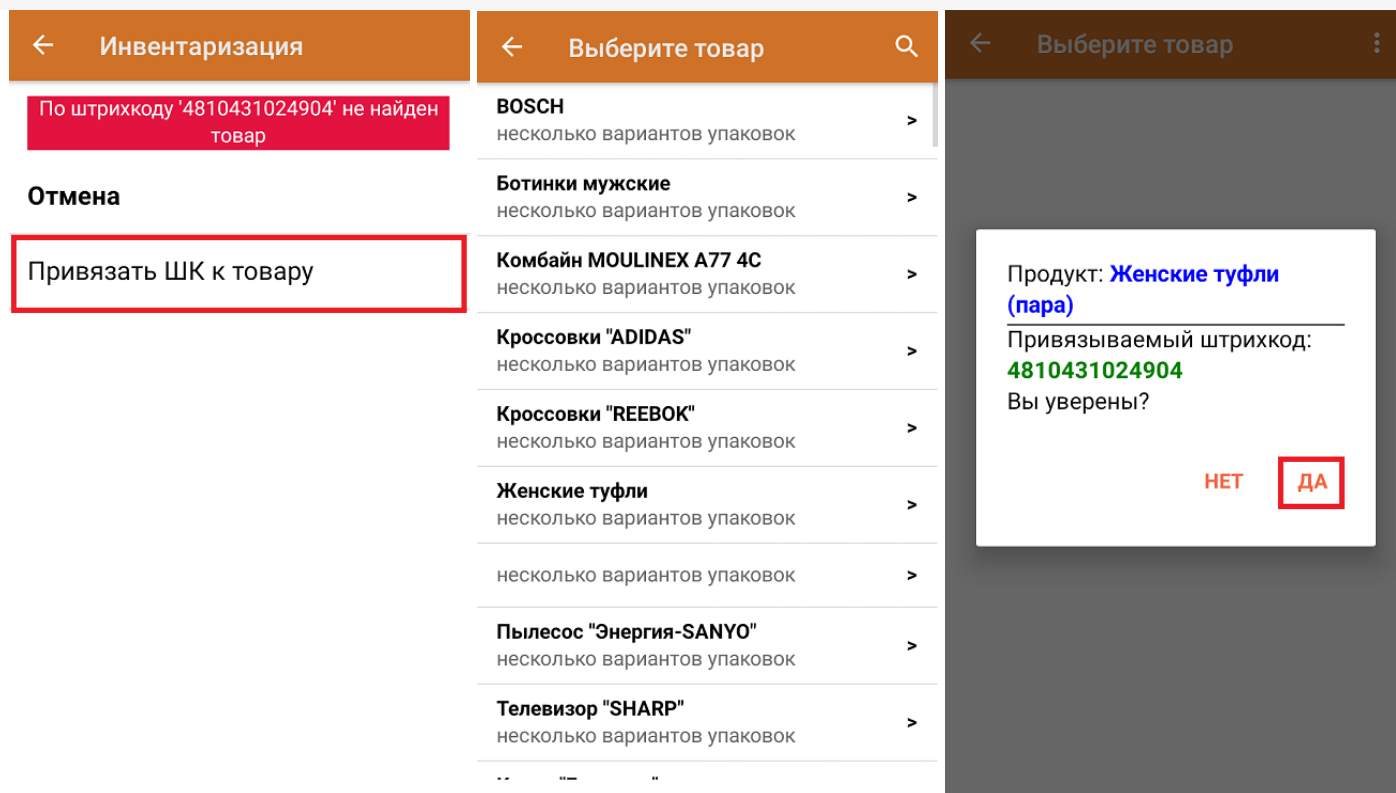 Инвентаризация
По штрихкоду '4810431024904' не найден
товар
Отмена
Привязать ШК к товару
Выберите товар
BOSCH
несколько вариантов упаковок
>
Ботинки мужские
несколько вариантов упаковок
>
Комбайн MOULINEX A77 4C
несколько вариантов упаковок
>
Кроссовки "ADIDAS"
несколько вариантов упаковок
>
Кроссовки "REEBOK"
несколько вариантов упаковок
>
Женские туфли
несколько вариантов упаковок
>
несколько вариантов упаковок
>
Пылесос "Энергия-SANYO"
несколько вариантов упаковок
>
Телевизор "SHARP"
несколько вариантов упаковок
>
Выберите товар
Продукт: Женские туфли
(пара)
Привязываемый штрихкод:
4810431024904
Вы уверены?
НЕТ ДА